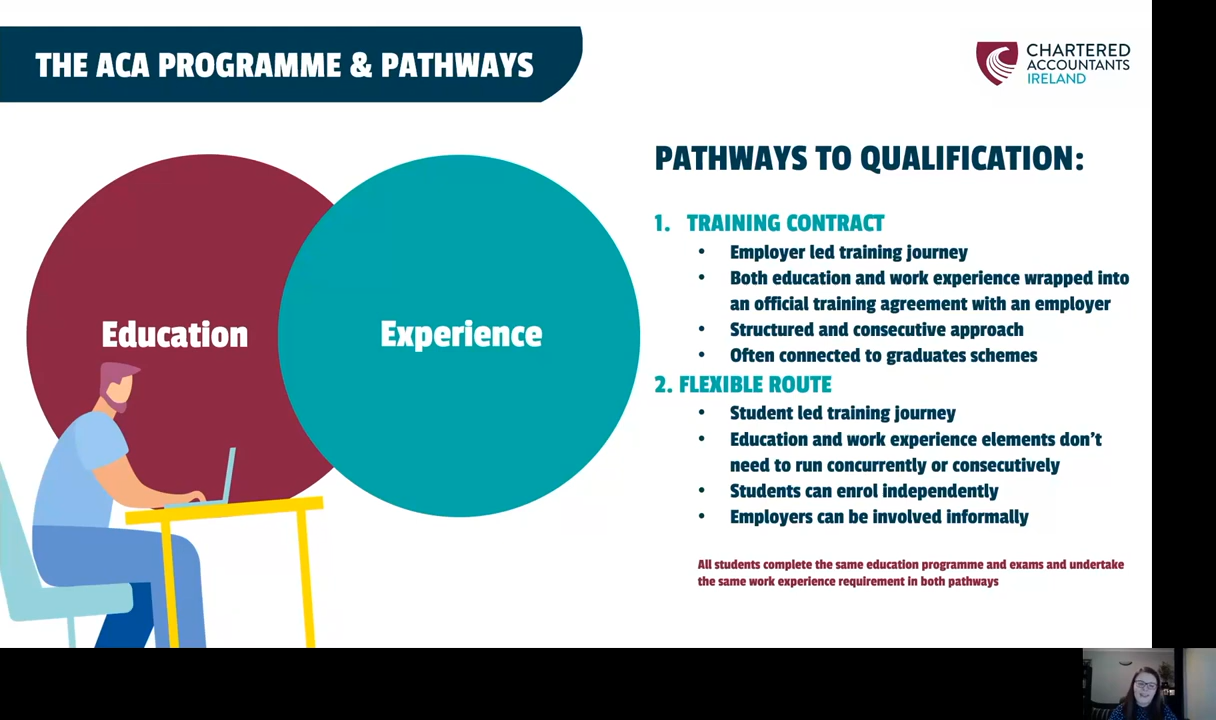 THE ACA PROGRAMME & PATHWAYS
CHARTERED
ACCOUNTANTS
IRELAND
Education
Experience
PATHWAYS TO QUALIFICATION:
1. TRAINING CONTRACT
• Employer led training journey
• Both education and work experience wrapped into
an official training agreement with an employer
• Structured and consecutive approach
• Often connected to graduates schemes
2. FLEXIBLE ROUTE
• Student led training journey
• Education and work experience elements don't
need to run concurrently or consecutively
• Students can enrol independently
• Employers can be involved informally
All students complete the same education programme and exams and undertake
the same work experience requirement in both pathways